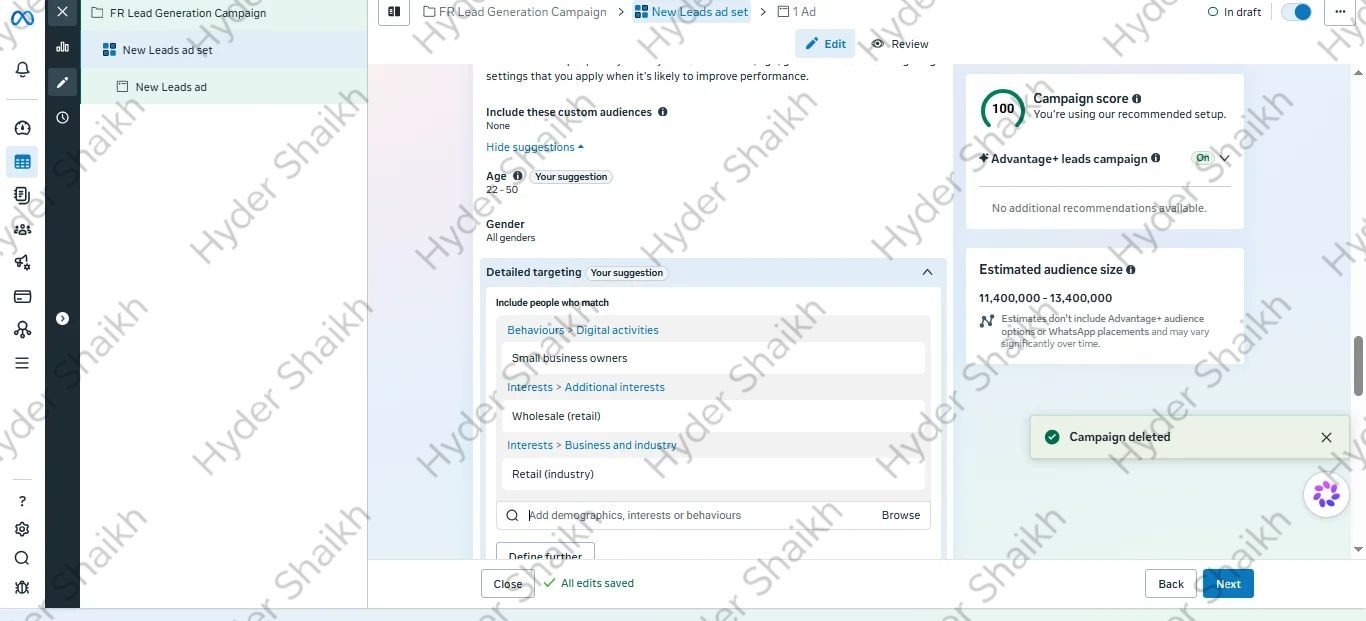 FR Lead Generation Campaign
New Leads ad set
New Leads ad
FR Lead Generation Campaign > New Leads ad set > 1 Ad
In draft
Edit
Review
settings that you apply when it's likely to improve performance.
Include these custom audiences
None
Hide suggestions
Age Your suggestion
22 - 50
Gender
All genders
Detailed targeting Your suggestion
Include people who match
Behaviours > Digital activities
Small business owners
Interests > Additional interests
Wholesale (retail)
Interests > Business and industry
Retail (industry)
Add demographics, interests or behaviours
Browse
Define further
Close
All edits saved
Back
Next
100
Campaign score
You're using our recommended setup.
Advantage+ leads campaign
On
No additional recommendations available.
Estimated audience size
11,400,000 - 13,400,000
Estimates don't include Advantage+ audience
options or WhatsApp placements and may vary
significantly over time.
Campaign deleted
Hyder Shaikh